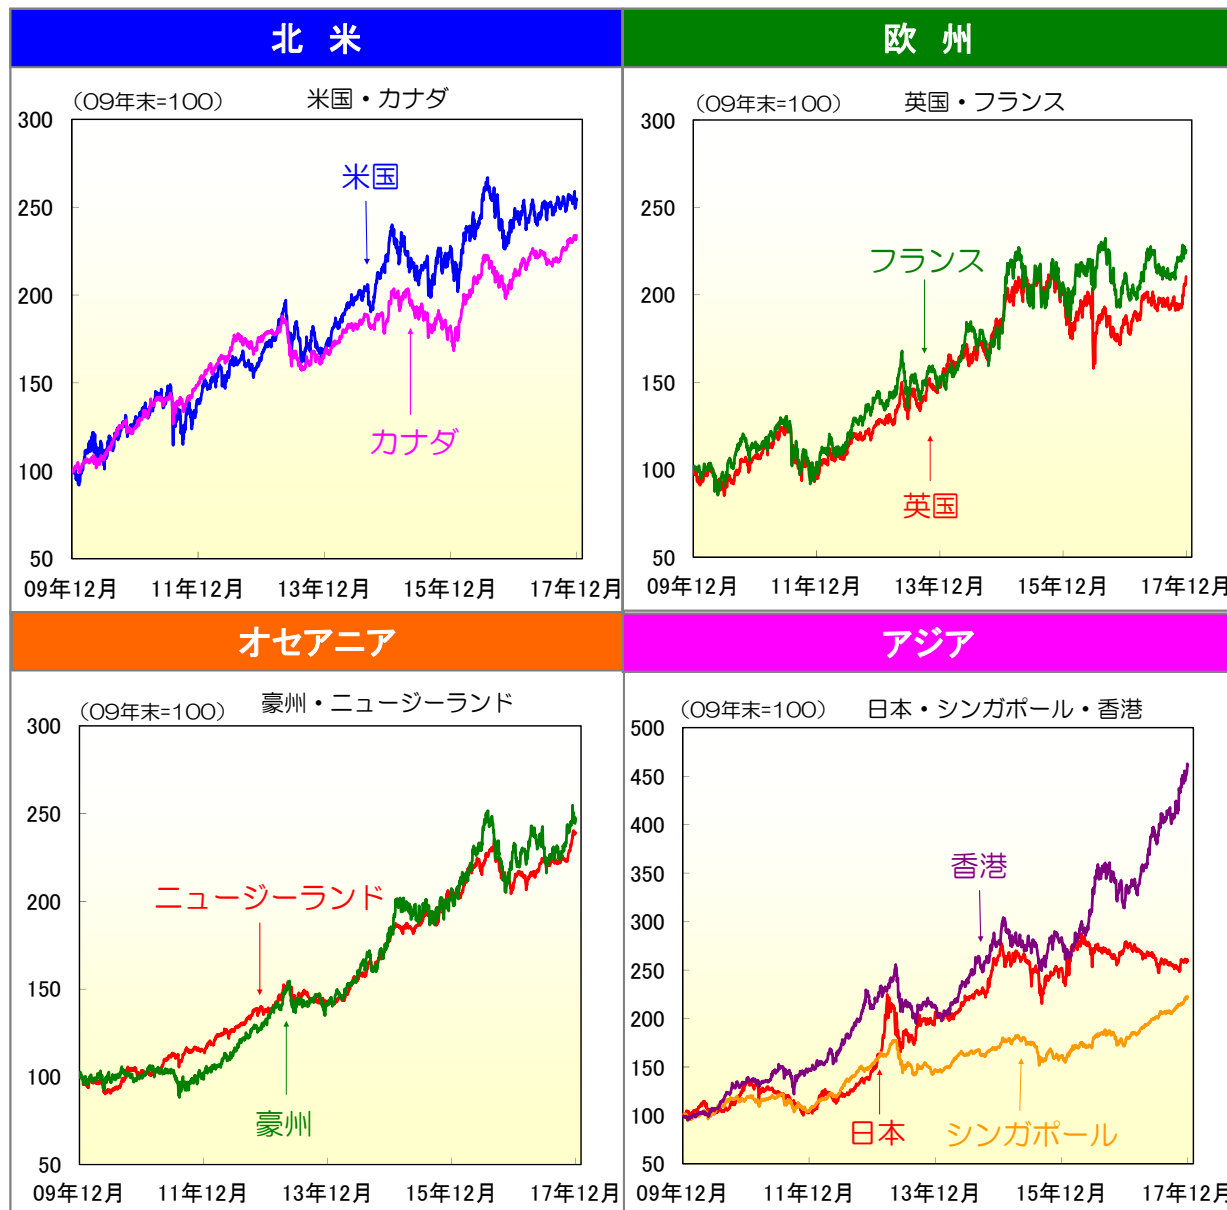 北 米
欧 州
（09年末=100）
米国・カナダ
300
250
200
150
100
50
米国
カナダ
09年12月
11年12月
13年12月
15年12月
17年12月
（09年末=100）
英国・フランス
300
250
200
150
100
50
フランス
英国
09年12月
11年12月
13年12月
15年12月
17年12月
オセアニア
アジア
（09年末=100）
豪州・ニュージーランド
300
250
200
150
100
50
ニュージーランド
豪州
09年12月
11年12月
13年12月
15年12月
17年12月
（09年末=100）
日本・シンガポール・香港
500
450
400
350
300
250
200
150
100
50
香港
日本
シンガポール
09年12月
11年12月
13年12月
15年12月
17年12月